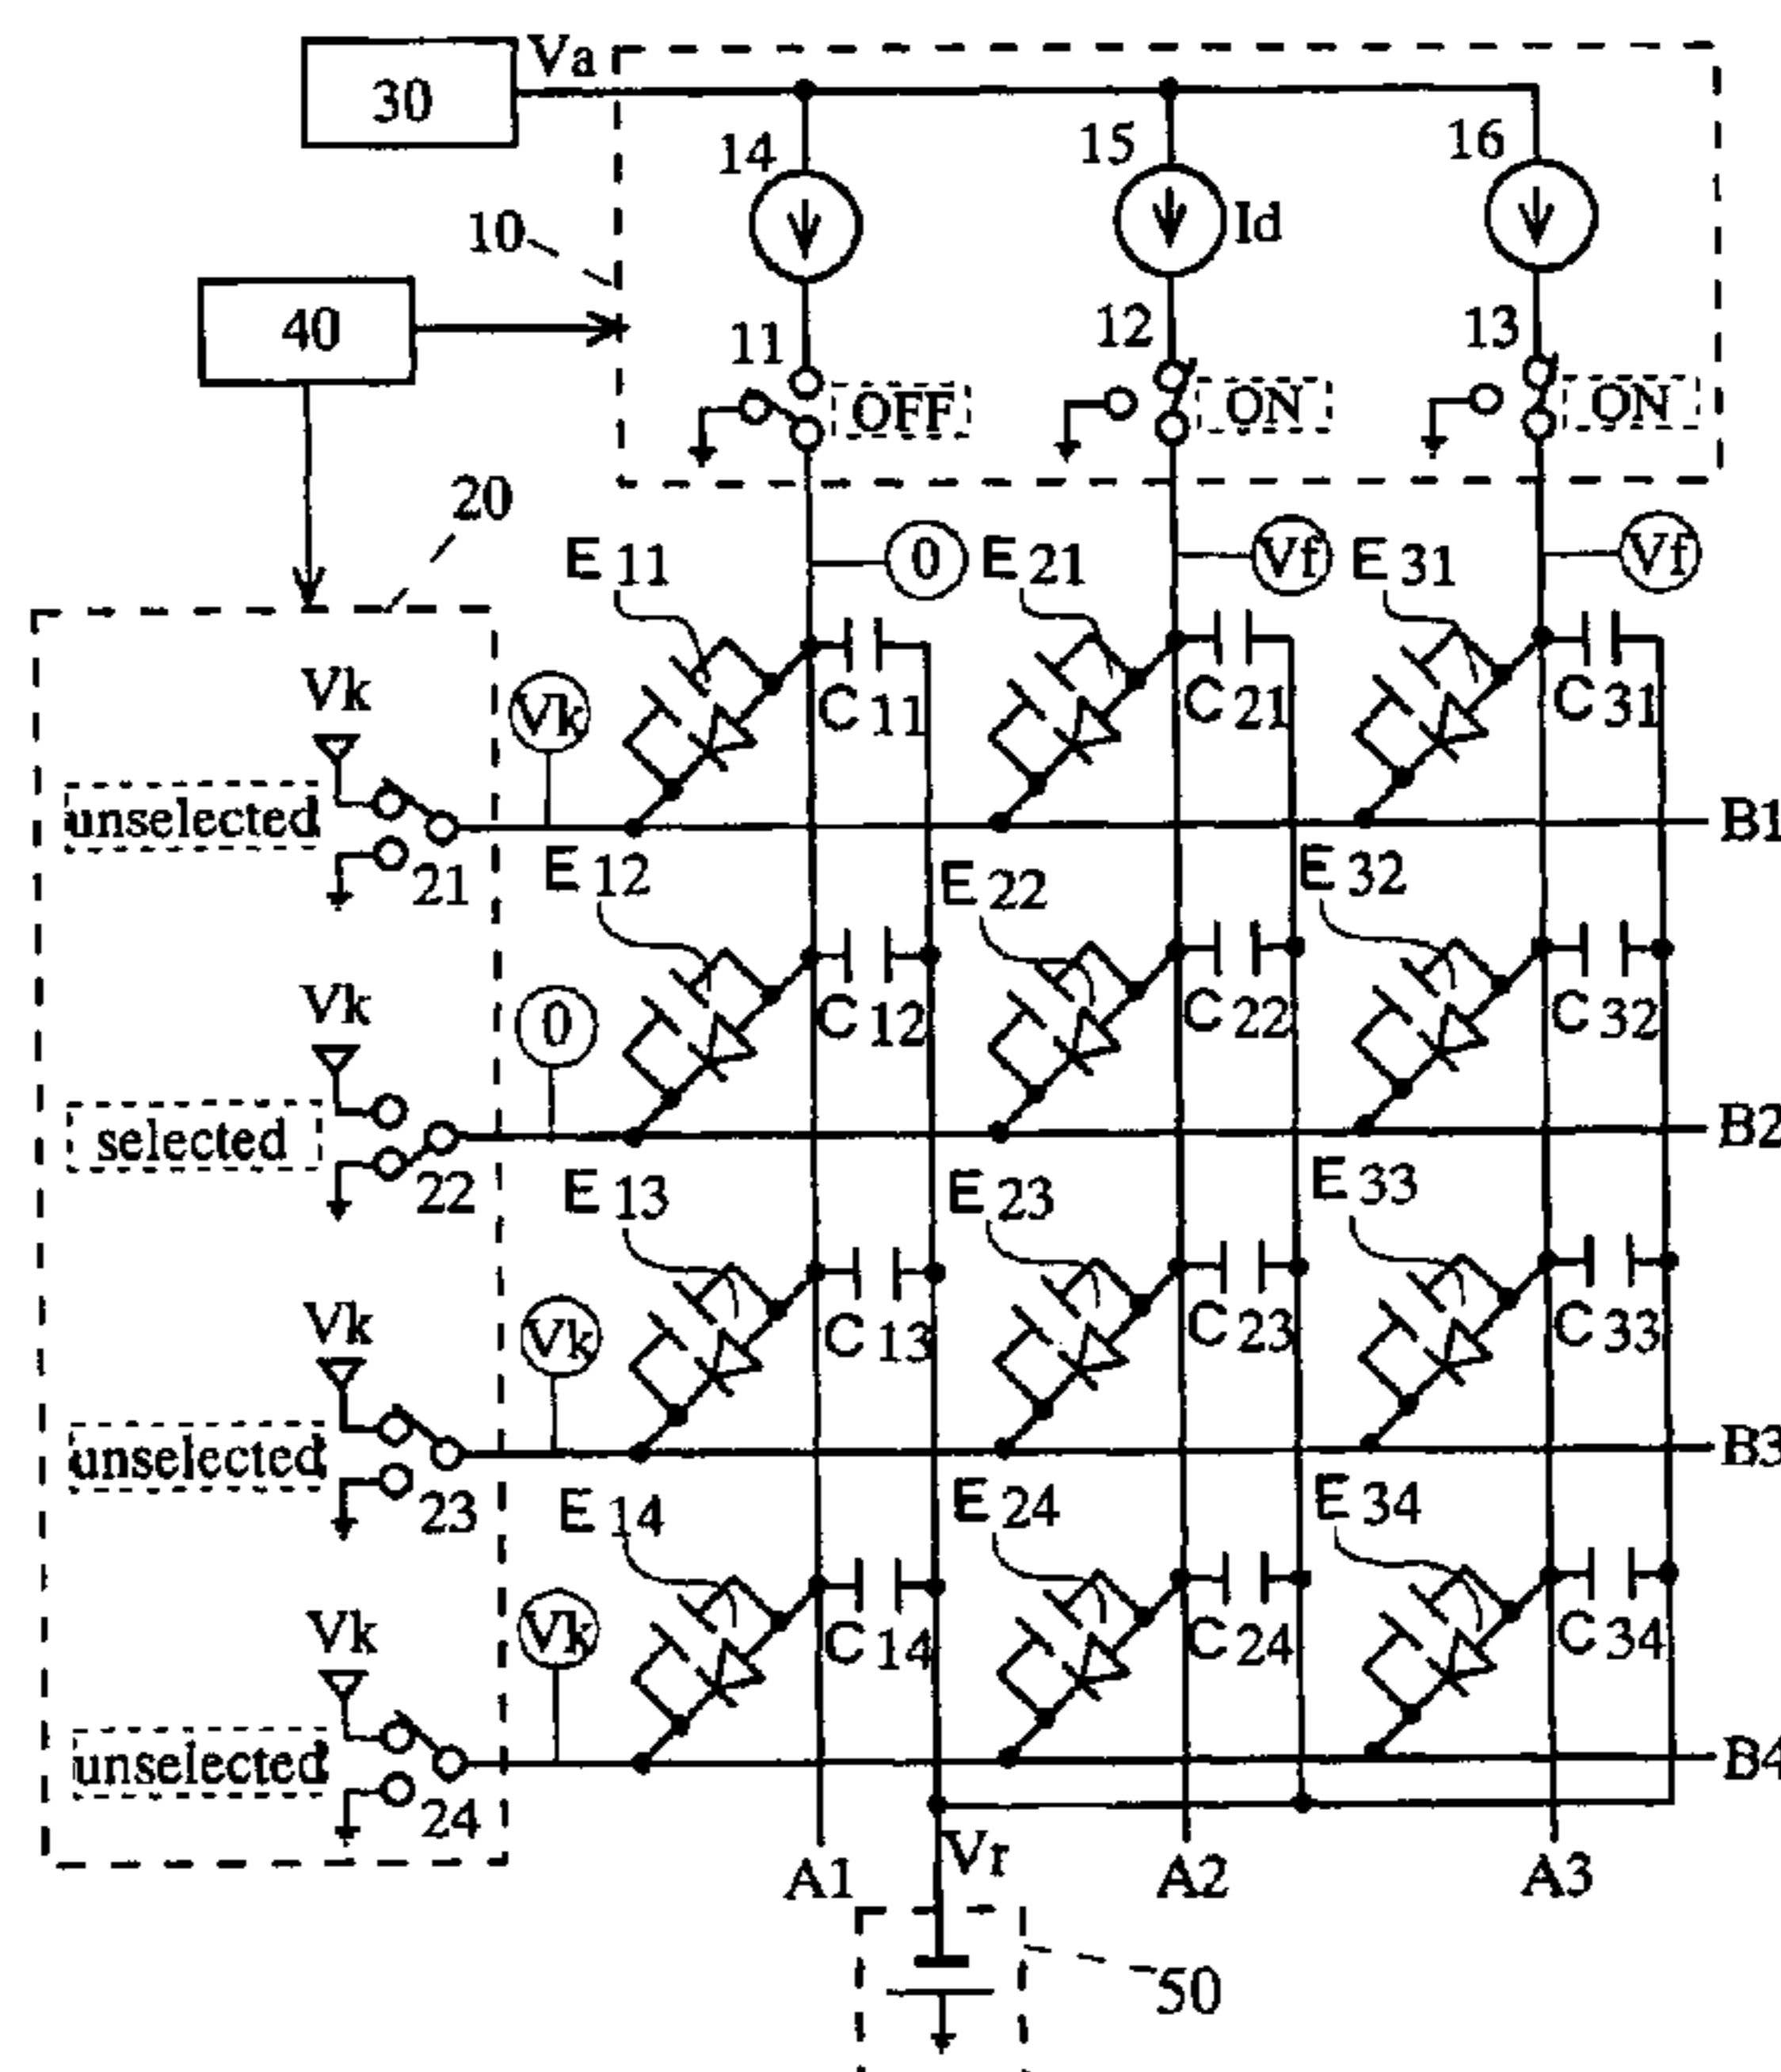 Va
30
14
15
16
Id
10
40
11
12
13
OFF
ON
ON
20
E11
0
E21
Vf
E31
Vf
Vk
Vk
C11
C21
C31
unselected
21
B1
E12
E22
E32
Vk
0
C12
C22
C32
selected
22
B2
E13
E23
E33
Vk
Vk
C13
C23
C33
unselected
23
B3
E14
E24
E34
Vk
Vk
C14
C24
C34
unselected
24
B4
A1
Vr
A2
A3
50